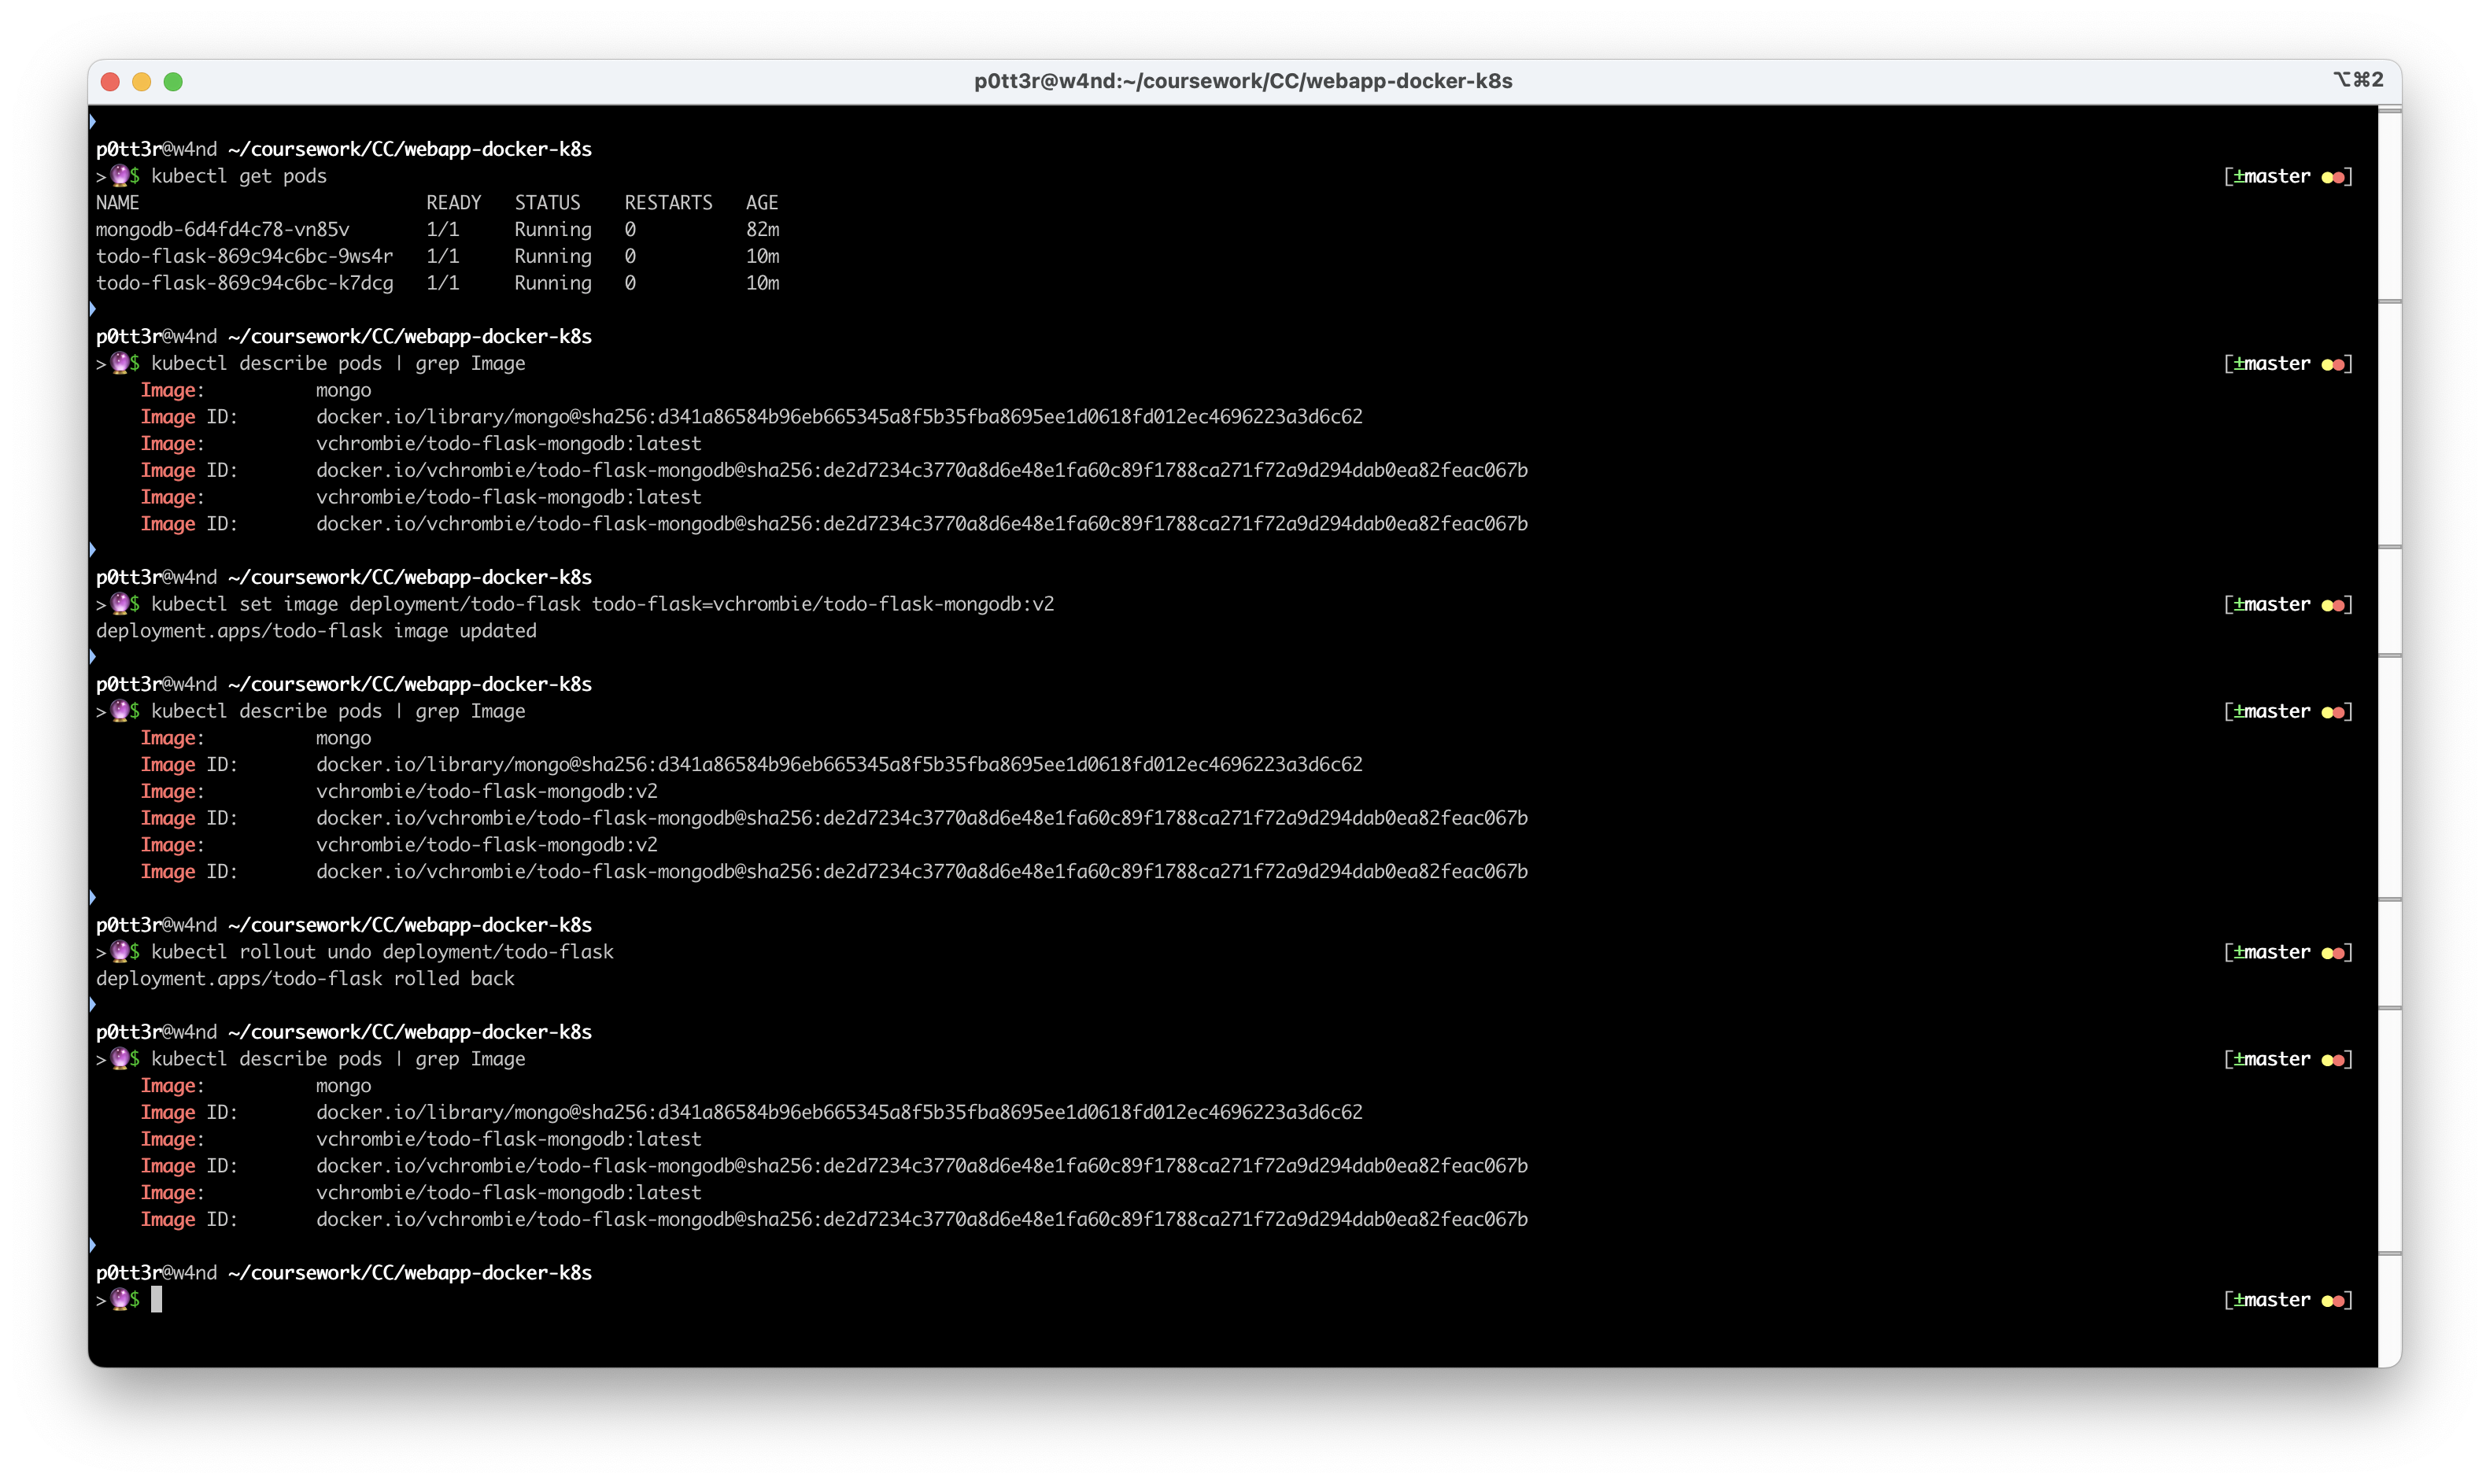 p0tt3r@w4nd:~/coursework/CC/webapp-docker-k8s ⌥⌘2
p0tt3r@w4nd ~/coursework/CC/webapp-docker-k8s
>🔮$ kubectl get pods [±master ●●]
NAME READY STATUS RESTARTS AGE
mongodb-6d4fd4c78-vn85v 1/1 Running 0 82m
todo-flask-869c94c6bc-9ws4r 1/1 Running 0 10m
todo-flask-869c94c6bc-k7dcg 1/1 Running 0 10m
p0tt3r@w4nd ~/coursework/CC/webapp-docker-k8s
>🔮$ kubectl describe pods | grep Image [±master ●●]
Image: mongo
Image ID: docker.io/library/mongo@sha256:d341a86584b96eb665345a8f5b35fba8695ee1d0618fd012ec4696223a3d6c62
Image: vchrombie/todo-flask-mongodb:latest
Image ID: docker.io/vchrombie/todo-flask-mongodb@sha256:de2d7234c3770a8d6e48e1fa60c89f1788ca271f72a9d294dab0ea82feac067b
Image: vchrombie/todo-flask-mongodb:latest
Image ID: docker.io/vchrombie/todo-flask-mongodb@sha256:de2d7234c3770a8d6e48e1fa60c89f1788ca271f72a9d294dab0ea82feac067b
p0tt3r@w4nd ~/coursework/CC/webapp-docker-k8s
>🔮$ kubectl set image deployment/todo-flask todo-flask=vchrombie/todo-flask-mongodb:v2 [±master ●●]
deployment.apps/todo-flask image updated
p0tt3r@w4nd ~/coursework/CC/webapp-docker-k8s
>🔮$ kubectl describe pods | grep Image [±master ●●]
Image: mongo
Image ID: docker.io/library/mongo@sha256:d341a86584b96eb665345a8f5b35fba8695ee1d0618fd012ec4696223a3d6c62
Image: vchrombie/todo-flask-mongodb:v2
Image ID: docker.io/vchrombie/todo-flask-mongodb@sha256:de2d7234c3770a8d6e48e1fa60c89f1788ca271f72a9d294dab0ea82feac067b
Image: vchrombie/todo-flask-mongodb:v2
Image ID: docker.io/vchrombie/todo-flask-mongodb@sha256:de2d7234c3770a8d6e48e1fa60c89f1788ca271f72a9d294dab0ea82feac067b
p0tt3r@w4nd ~/coursework/CC/webapp-docker-k8s
>🔮$ kubectl rollout undo deployment/todo-flask [±master ●●]
deployment.apps/todo-flask rolled back
p0tt3r@w4nd ~/coursework/CC/webapp-docker-k8s
>🔮$ kubectl describe pods | grep Image [±master ●●]
Image: mongo
Image ID: docker.io/library/mongo@sha256:d341a86584b96eb665345a8f5b35fba8695ee1d0618fd012ec4696223a3d6c62
Image: vchrombie/todo-flask-mongodb:latest
Image ID: docker.io/vchrombie/todo-flask-mongodb@sha256:de2d7234c3770a8d6e48e1fa60c89f1788ca271f72a9d294dab0ea82feac067b
Image: vchrombie/todo-flask-mongodb:latest
Image ID: docker.io/vchrombie/todo-flask-mongodb@sha256:de2d7234c3770a8d6e48e1fa60c89f1788ca271f72a9d294dab0ea82feac067b
p0tt3r@w4nd ~/coursework/CC/webapp-docker-k8s
>🔮$ [±master ●●]